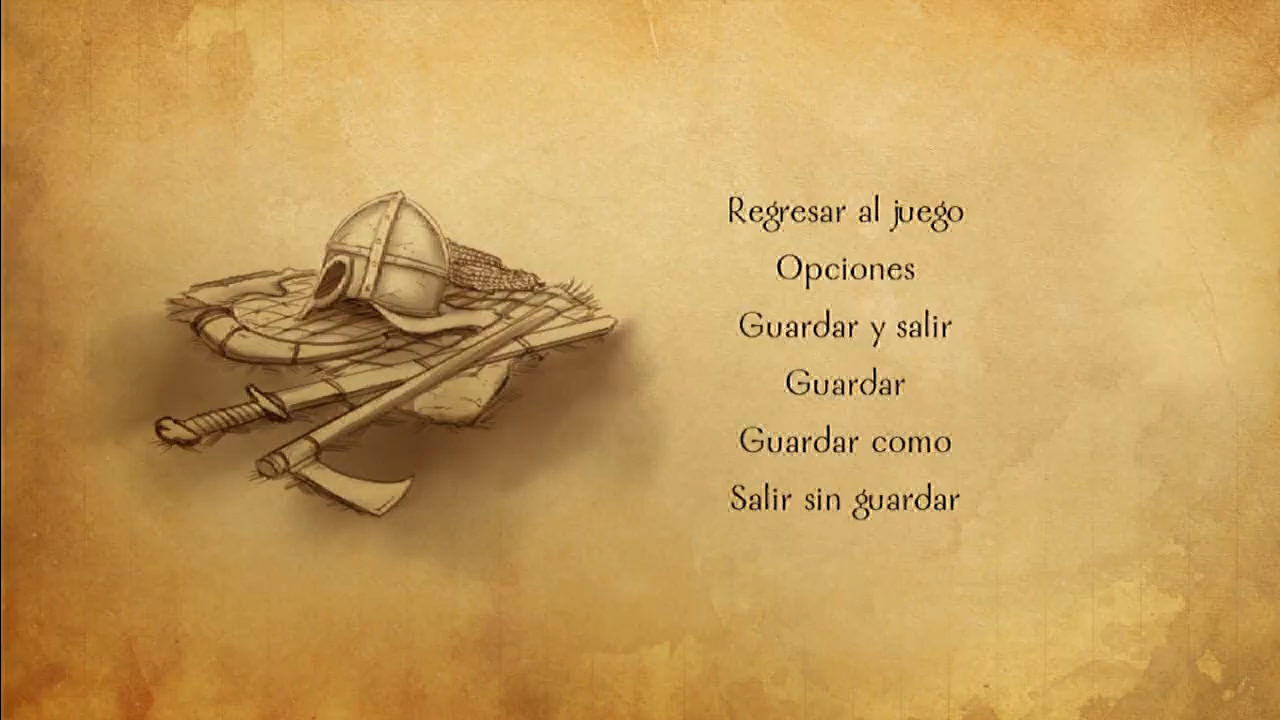 Regresar al juego
Opciones
Guardar y salir
Guardar
Guardar como
Salir sin guardar